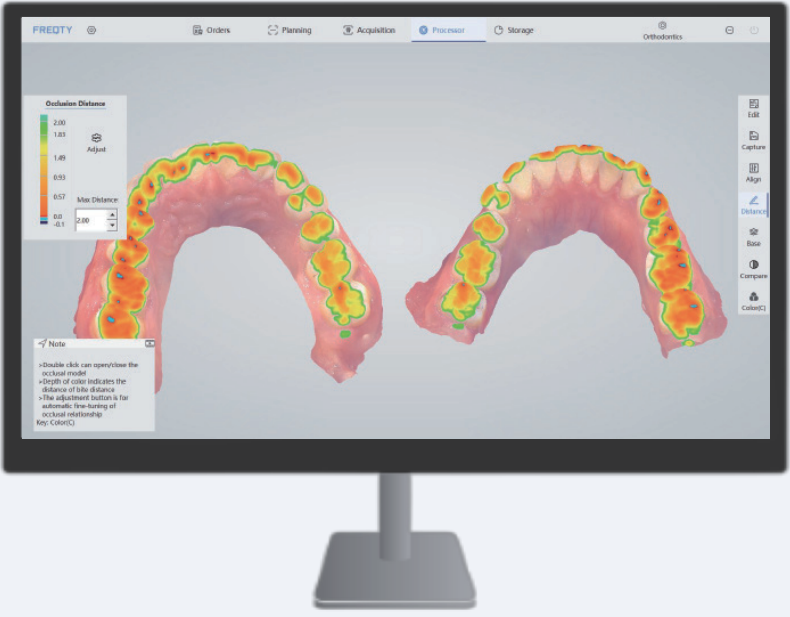 FREQTY
Orders
Planning
Acquisition
Processor
Storage
Orthodontics
Occlusion Distance
2.00
1.83
1.49
0.93
0.57
0.0
-0.1
Adjust
Max Distance
2.00
Edit
Capture
Align
Distance
Base
Compare
Color(C)
Note
>Double click can open/close the
occlusal model
>Depth of color indicates the
distance of bite distance
>The adjustment button is for
automatic fine-tuning of
occlusal relationship
Key: Color(C)